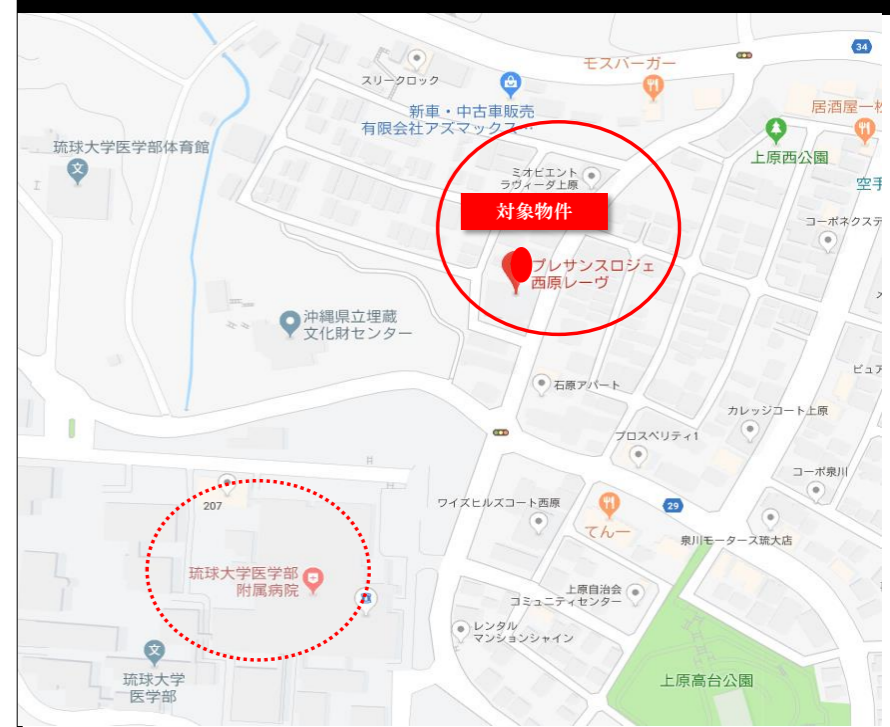 34
モスバーガー
スリークロック
新車・中古車販売
有限会社アズマックス…
居酒屋一
琉球大学医学部体育館
文
上原西公園
ミオビエント
ラヴィーダ上原
空手
対象物件
コーポネクステ
プレサンスロジェ
西原レーヴ
沖縄県立埋蔵
文化財センター
ピュア
石原アパート
カレッジコート上原
プロスペリティ1
コーポ泉川
H
207
ワイズヒルズコート西原
29
てんー
泉川モータース琉大店
琉球大学医学部
附属病院
上原自治会
コミュニティセンター
レンタル
マンションシャイン
文
琉球大学
医学部
上原高台公園